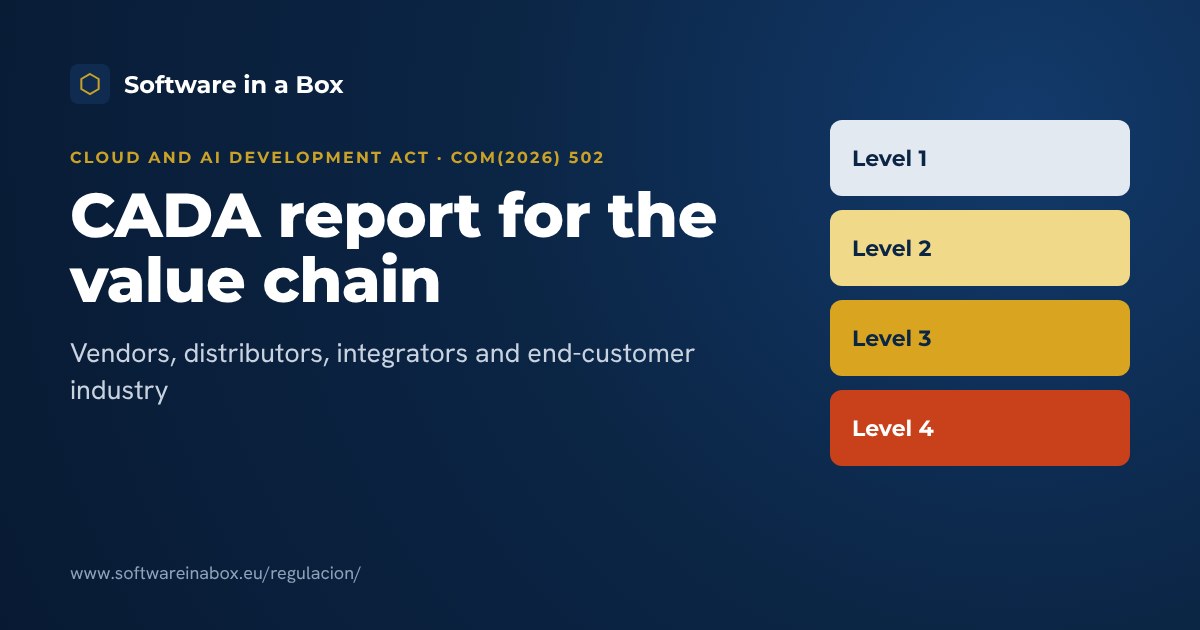 Software in a Box
CLOUD AND AI DEVELOPMENT ACT · COM(2026) 502
CADA report for the
value chain
Vendors, distributors, integrators and end-customer
industry
Level 1
Level 2
Level 3
Level 4
www.softwareinabox.eu/regulacion/